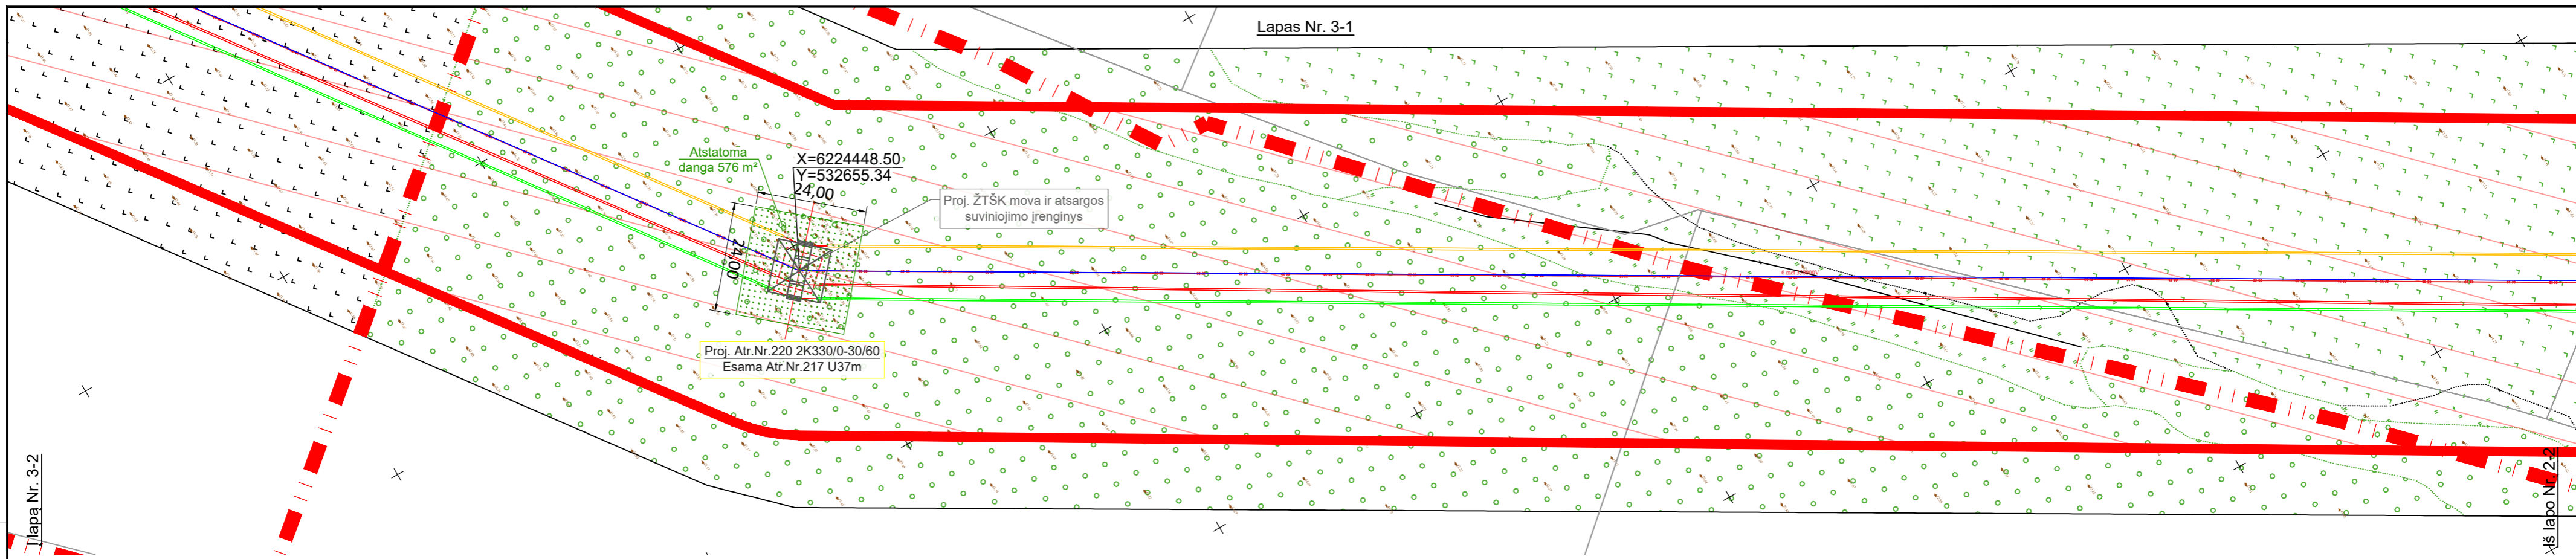 Lapas Nr. 3-1
Atstatoma
danga 576 m²
X=6224448.50
Y=532655.34
24,00
24,00
Proj. ŽTŠK mova ir atsargos
suviniojimo įrenginys
Proj. Atr.Nr.220 2K330/0-30/60
Esama Atr.Nr.217 U37m
Į lapą Nr. 3-2
Iš lapo Nr. 2-2